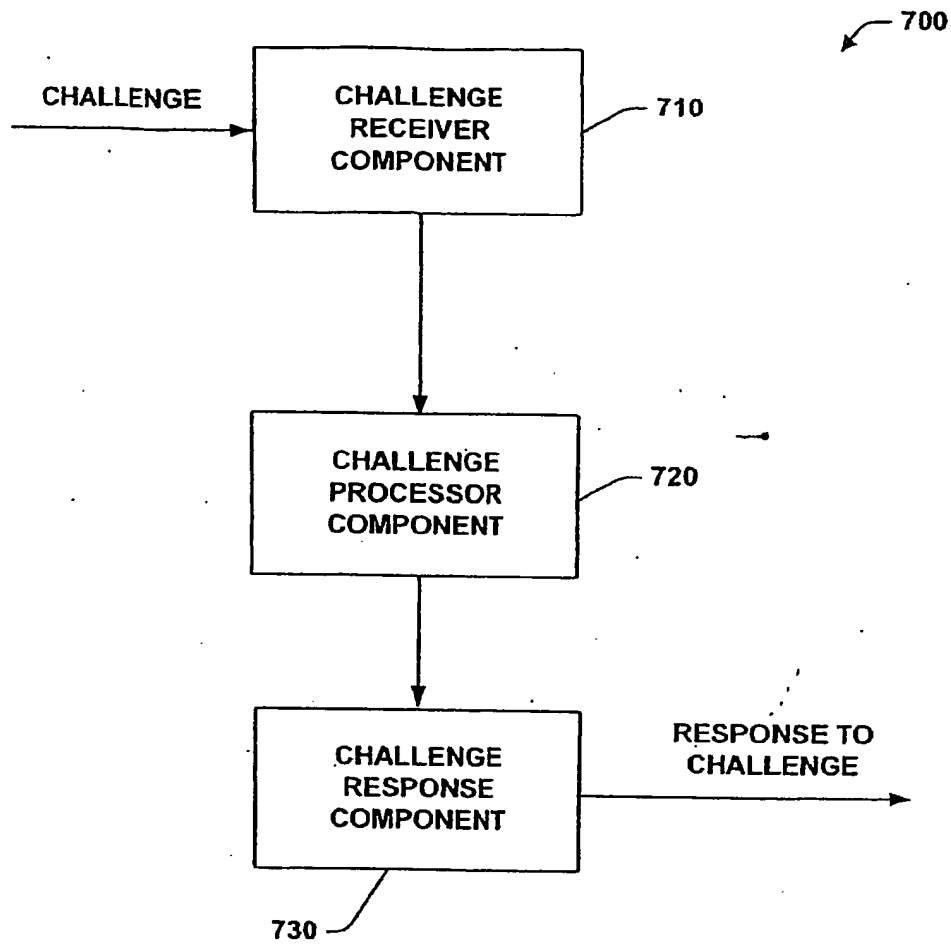 700
CHALLENGE
CHALLENGE
RECEIVER
COMPONENT
710
CHALLENGE
PROCESSOR
COMPONENT
720
CHALLENGE
RESPONSE
COMPONENT
RESPONSE TO
CHALLENGE
730